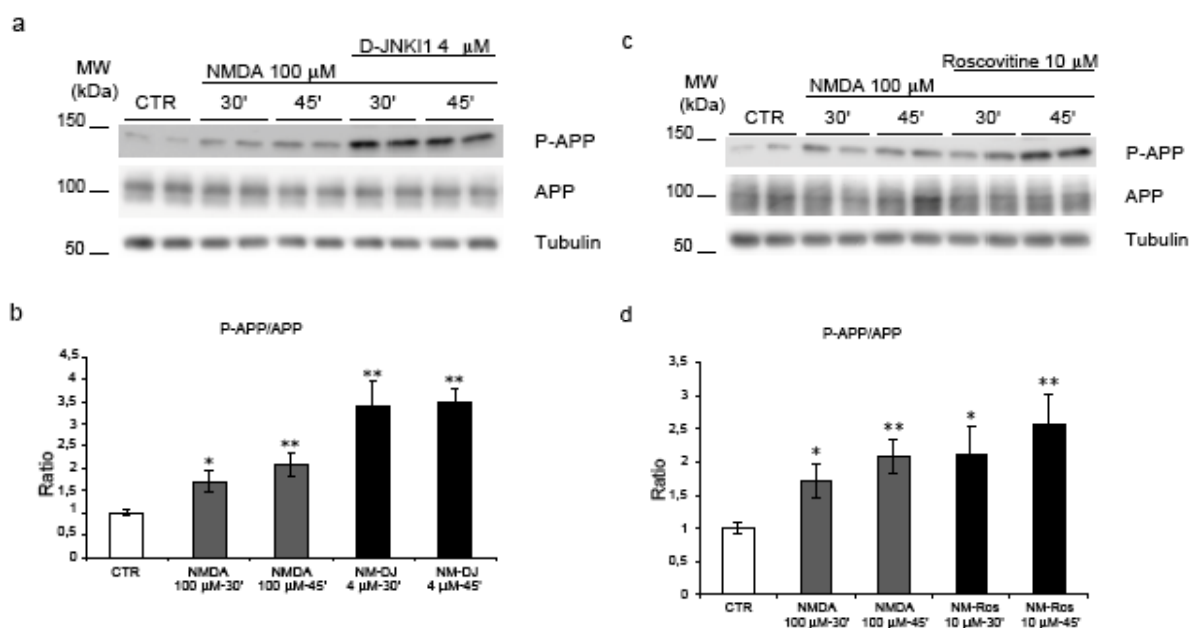 a
D-JNKI1 4 µM
MW
(kDa)
NMDA 100 µM
CTR 30' 45' 30' 45'
150
P-APP
100
APP
50
Tubulin
b
P-APP/APP
Ratio
4,5
4
3,5
3
2,5
2
1,5
1
0,5
0
* ** ** **
CTR NMDA NMDA NM-DJ NM-DJ
100 µM-30' 100 µM-45' 4 µM-30' 4 µM-45'
c
Roscovitine 10 µM
MW
(kDa)
NMDA 100 µM
CTR 30' 45' 30' 45'
150
P-APP
100
APP
50
Tubulin
d
P-APP/APP
Ratio
3,5
3
2,5
2
1,5
1
0,5
0
* ** * **
CTR NMDA NMDA NM-Ros NM-Ros
100 µM-30' 100 µM-45' 10 µM-30' 10 µM-45'